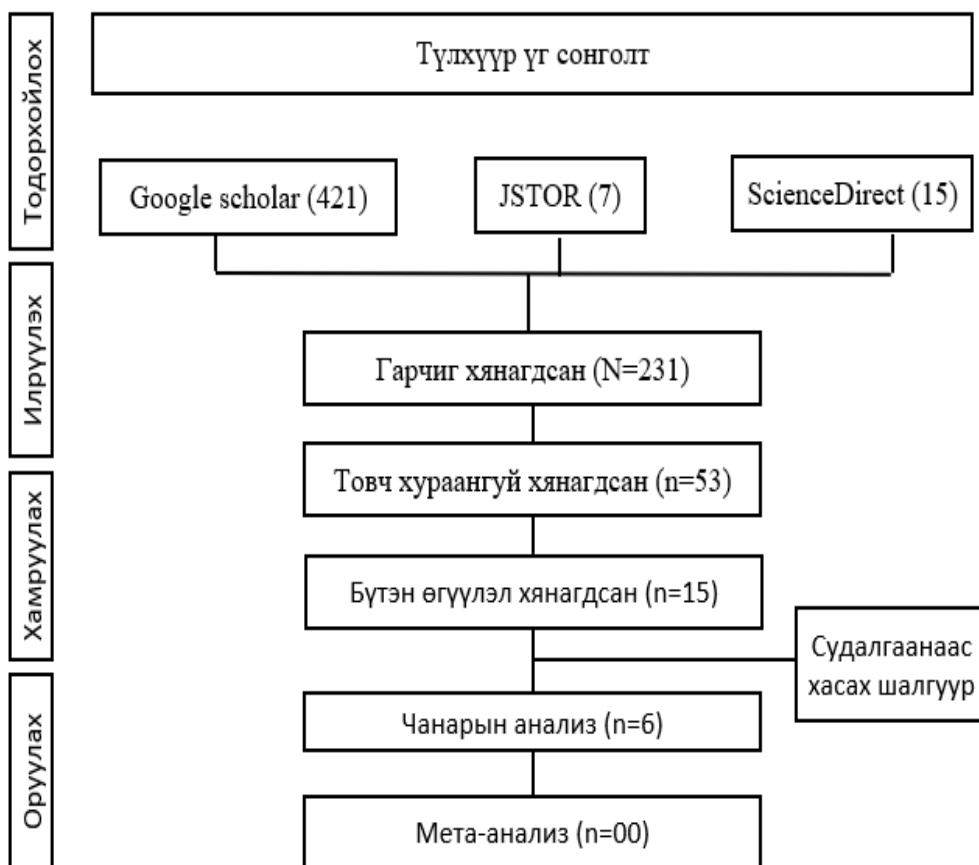 Тодорхойлох
Түлхүүр үг сонголт
Google scholar (421)
JSTOR (7)
ScienceDirect (15)
Илрүүлэх
Гарчиг хянагдсан (N=231)
Хамруулах
Товч хураангуй хянагдсан (n=53)
Бүтэн өгүүлэл хянагдсан (n=15)
Судалгаанаас
хасах шалгуур
Оруулах
Чанарын анализ (n=6)
Мета-анализ (n=00)